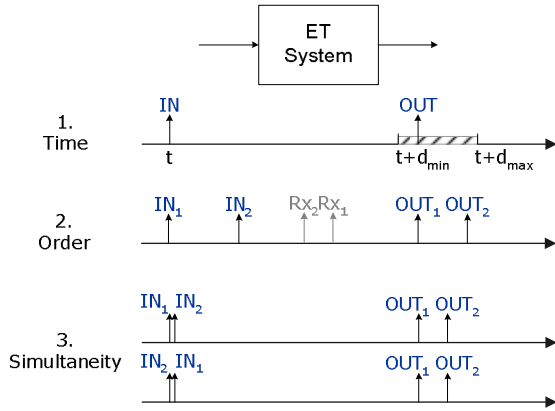 ET
System
1.
Time
IN
OUT
t
t+dmin
t+dmax
2.
Order
IN1
IN2
Rx2
Rx1
OUT1
OUT2
3.
Simultaneity
IN1
IN2
OUT1
OUT2
IN2
IN1
OUT1
OUT2